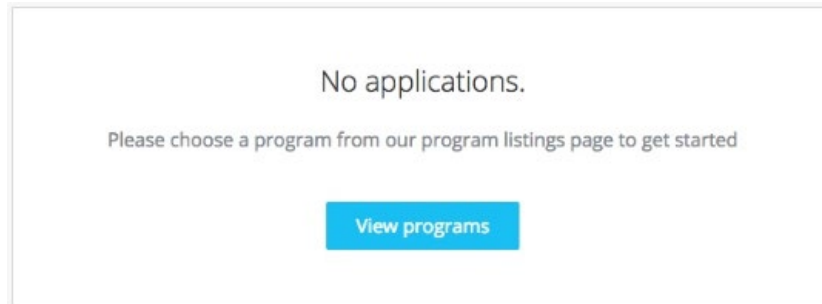 No applications.
Please choose a program from our program listings page to get started
View programs